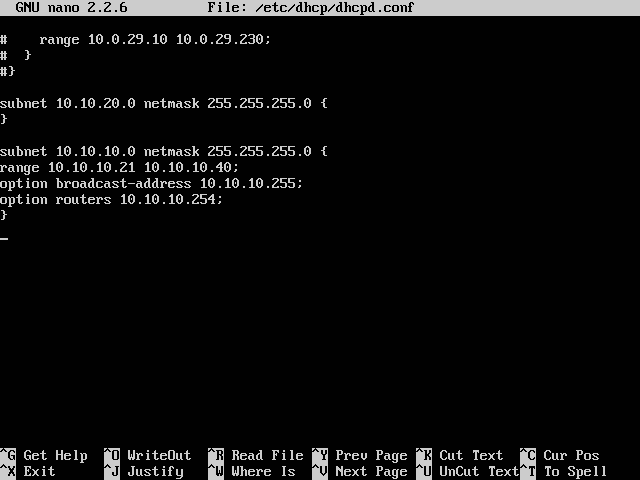 GNU nano 2.2.6          File: /etc/dhcp/dhcpd.conf
#    range 10.0.29.10 10.0.29.230;
#  }
#}
subnet 10.10.20.0 netmask 255.255.255.0 {
}
subnet 10.10.10.0 netmask 255.255.255.0 {
range 10.10.10.21 10.10.10.40;
option broadcast-address 10.10.10.255;
option routers 10.10.10.254;
}
^G Get Help  ^O WriteOut  ^R Read File ^Y Prev Page ^K Cut Text  ^C Cur Pos
^X Exit      ^J Justify   ^W Where Is  ^V Next Page ^U UnCut Text^T To Spell